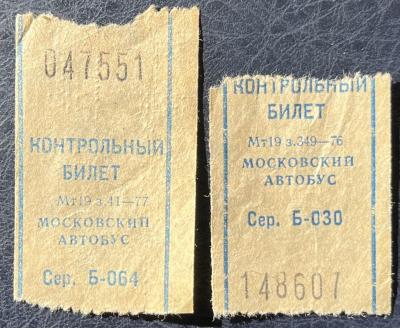 047551
КОНТРОЛЬНЫЙ
БИЛЕТ
Мт19 з.41—77
МОСКОВСКИЙ
АВТОБУС
Сер. Б-064
КОНТРОЛЬНЫЙ
БИЛЕТ
Мт19 з.349—76
МОСКОВСКИЙ
АВТОБУС
Сер. Б-030
148607